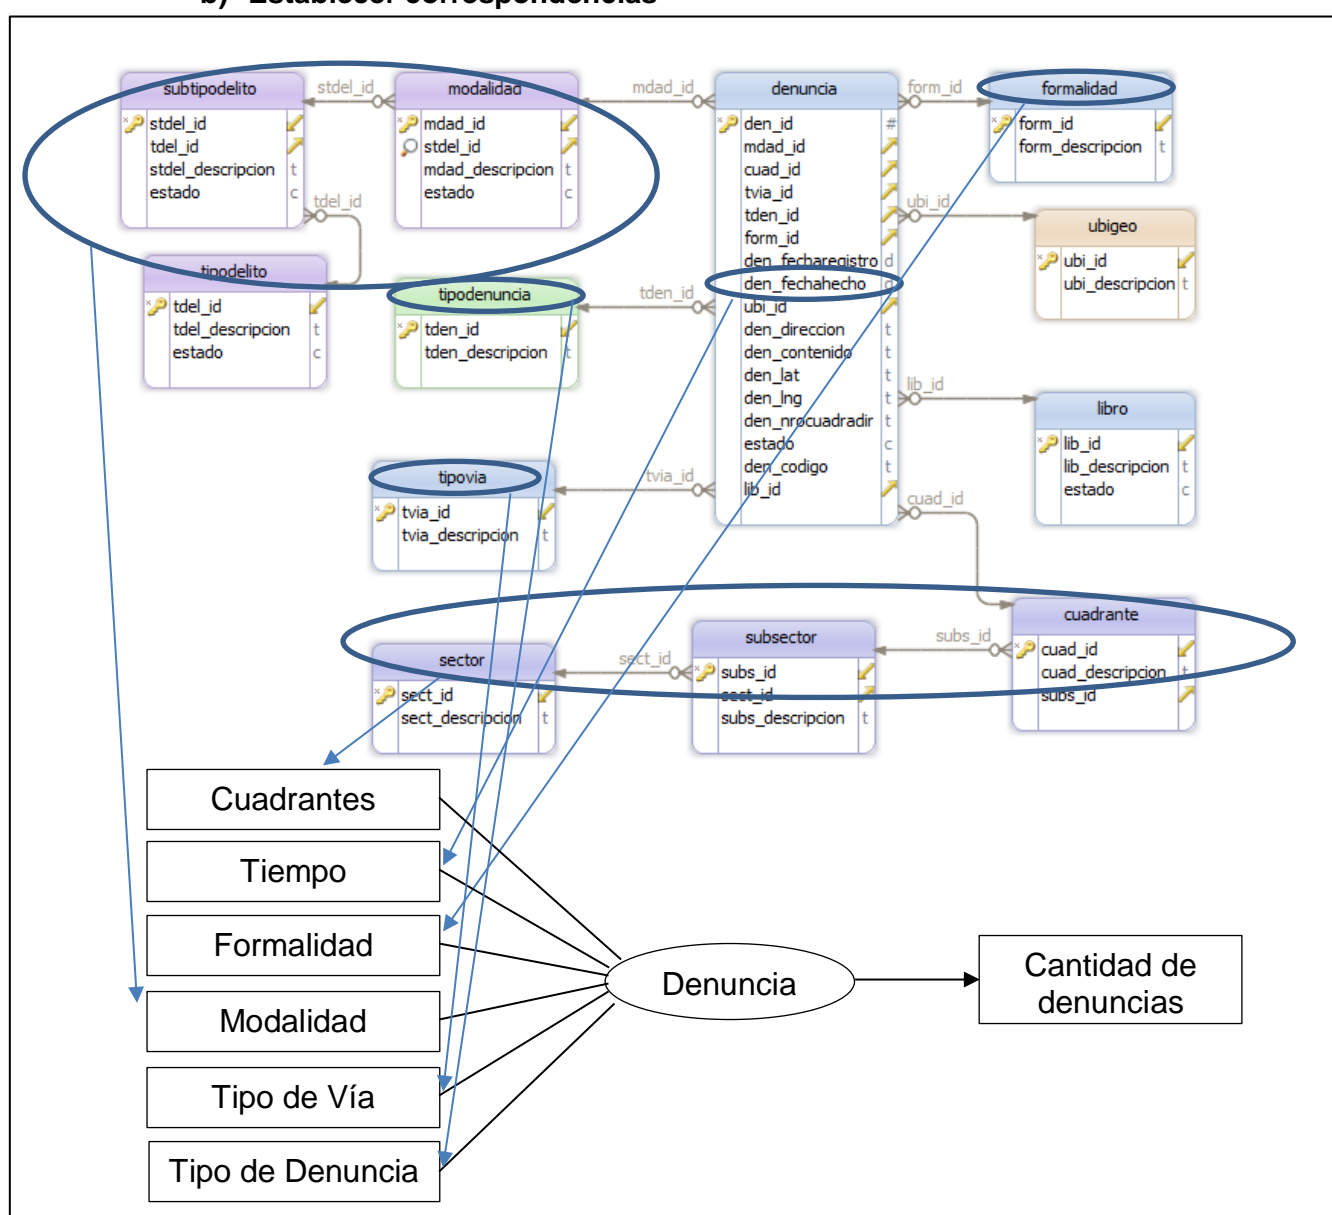 b) Establecer correspondencias
subtipodelito
stdel_id
tdel_id
stdel_descripcion t
estado c
stdel_id
modalidad
mdad_id
stdel_id
mdad_descripcion t
estado c
mdad_id
denuncia
den_id #
mdad_id
cuad_id
tvia_id
tden_id
form_id
den_fecharegistro d
den_fechahecho d
ubi_id
den_direccion t
den_contenido t
den_lat t
den_lng t
den_nrocuadradir t
estado c
den_codigo t
lib_id
form_id
formalidad
form_id
form_descripcion t
tdel_id
ubi_id
ubigeo
ubi_id
ubi_descripcion t
tipodelito
tdel_id
tdel_descripcion t
estado c
tipodenuncia
tden_id
tden_descripcion t
tden_id
lib_id
libro
lib_id
lib_descripcion t
estado c
tipovia
tvia_id
tvia_descripcion t
tvia_id
cuad_id
sector
sect_id
sect_descripcion t
sect_id
subsector
subs_id
sect_id
subs_descripcion t
subs_id
cuadrante
cuad_id
cuad_descripcion t
subs_id
Cuadrantes
Tiempo
Formalidad
Modalidad
Tipo de Vía
Tipo de Denuncia
Denuncia
Cantidad de
denuncias